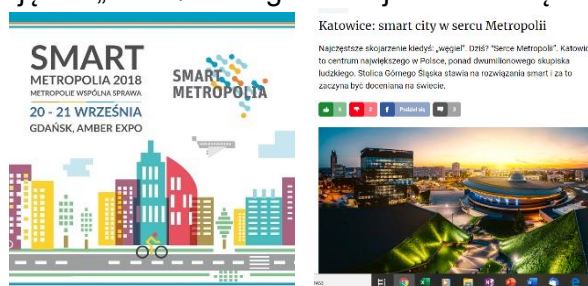 SMART
METROPOLIA 2018
METROPOLIE WSPÓLNA SPRAWA
20 - 21 WRZEŚNIA
GDAŃSK, AMBER EXPO
SMART
METROPOLIA
Katowice: smart city w sercu Metropolii
Najczęstsze skojarzenie kiedyś: „węgiel". Dziś? "Serce Metropolii". Katowic
to centrum największego w Polsce, ponad dwumilionowego skupiska
ludzkiego. Stolica Górnego Śląska stawia na rozwiązania smart i za to
zaczyna być doceniana na świecie.
Podziel się